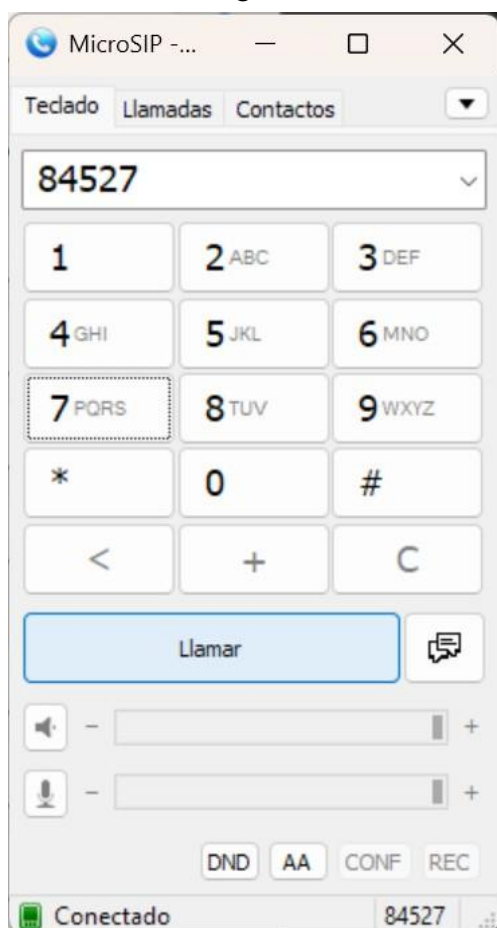 MicroSIP -...
Teclado Llamadas Contactos
84527
1 2 ABC 3 DEF
4 GHI 5 JKL 6 MNO
7 PQRS 8 TUV 9 WXYZ
* 0 #
< + C
Llamar
- +
- +
DND AA CONF REC
Conectado 84527